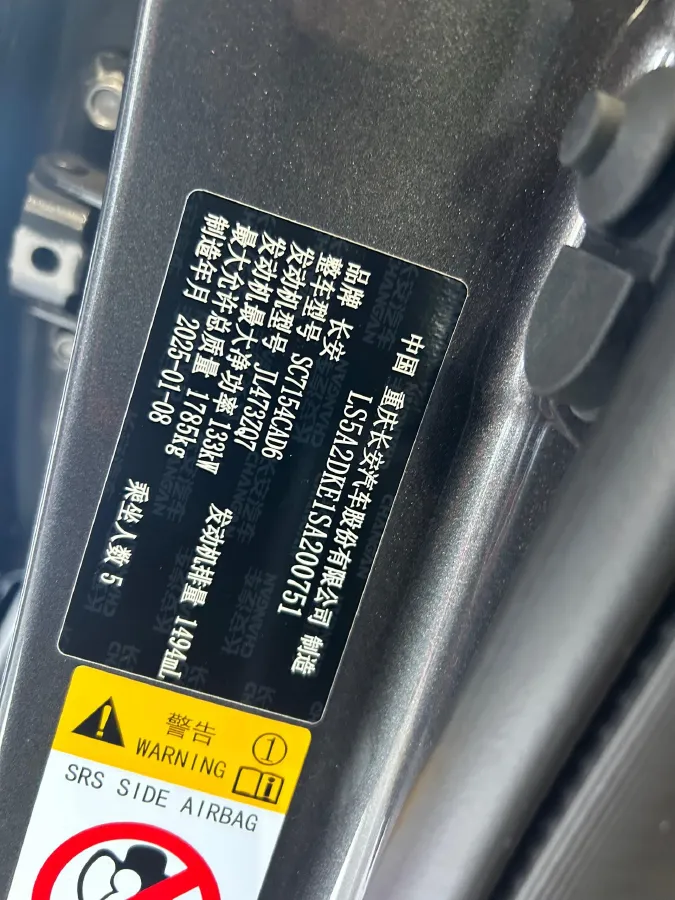 中国 重庆长安汽车股份有限公司 制造
LS5A2DKE1SA200751
品牌 长安
整车型号 SC7154CAD6
发动机型号 JL473ZQ7
发动机最大净功率 133kW 发动机排量 1494mL
最大允许总质量 1785kg
制造年月 2025-01-08 乘坐人数 5
警告
WARNING
SRS SIDE AIRBAG